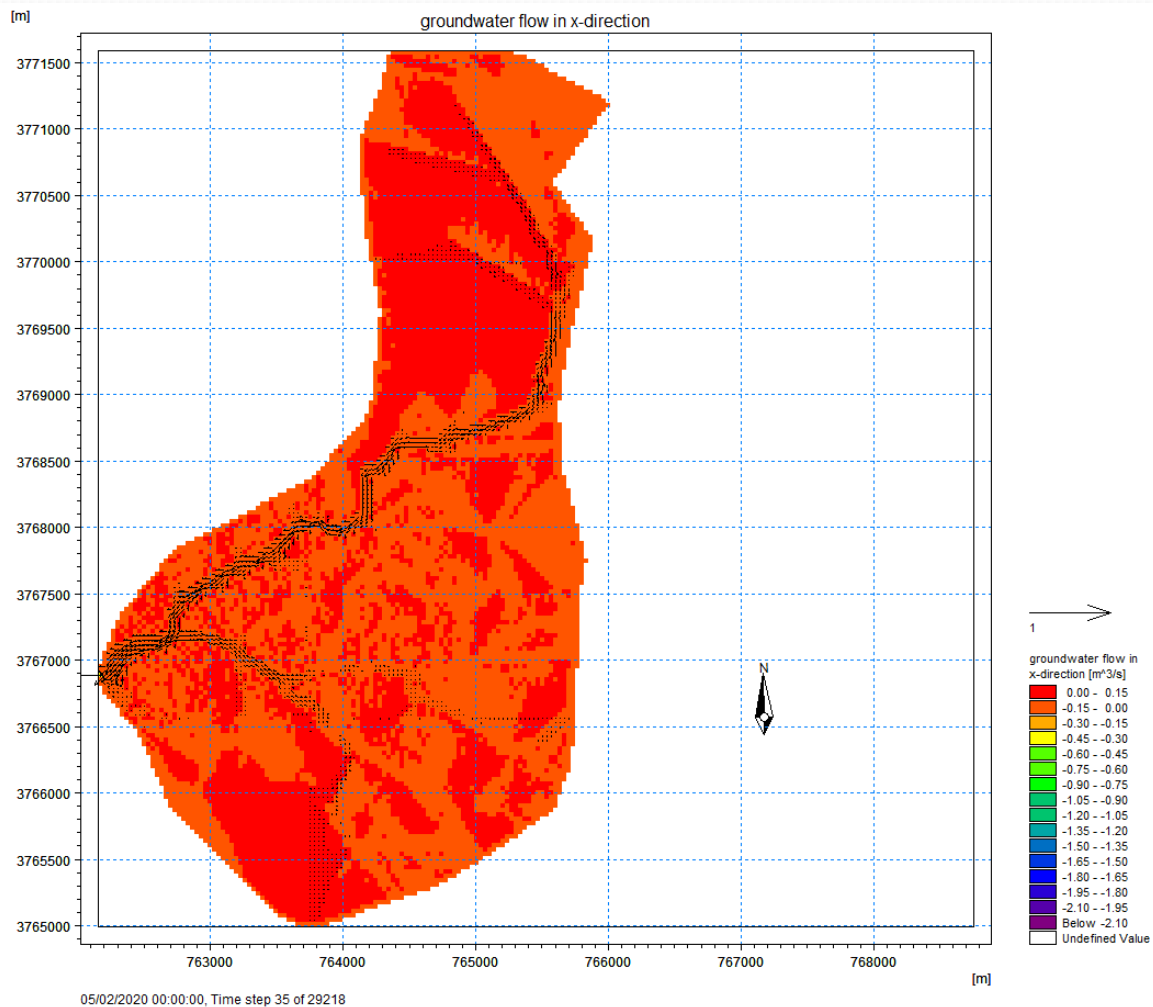 [m]
groundwater flow in x-direction
3771500
3771000
3770500
3770000
3769500
3769000
3768500
3768000
3767500
3767000
3766500
3766000
3765500
3765000
763000 764000 765000 766000 767000 768000
[m]
N
1
groundwater flow in
x-direction [m^3/s]
0.00 - 0.15
-0.15 - 0.00
-0.30 - -0.15
-0.45 - -0.30
-0.60 - -0.45
-0.75 - -0.60
-0.90 - -0.75
-1.05 - -0.90
-1.20 - -1.05
-1.35 - -1.20
-1.50 - -1.35
-1.65 - -1.50
-1.80 - -1.65
-1.95 - -1.80
-2.10 - -1.95
Below -2.10
Undefined Value
05/02/2020 00:00:00, Time step 35 of 29218